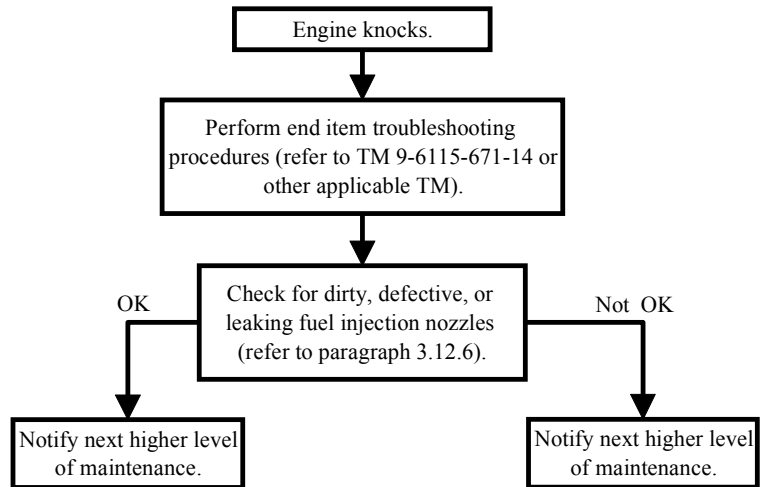 Engine knocks.
Perform end item troubleshooting
procedures (refer to TM 9-6115-671-14 or
other applicable TM).
OK
Check for dirty, defective, or
leaking fuel injection nozzles
(refer to paragraph 3.12.6).
Not OK
Notify next higher level
of maintenance.
Notify next higher level
of maintenance.